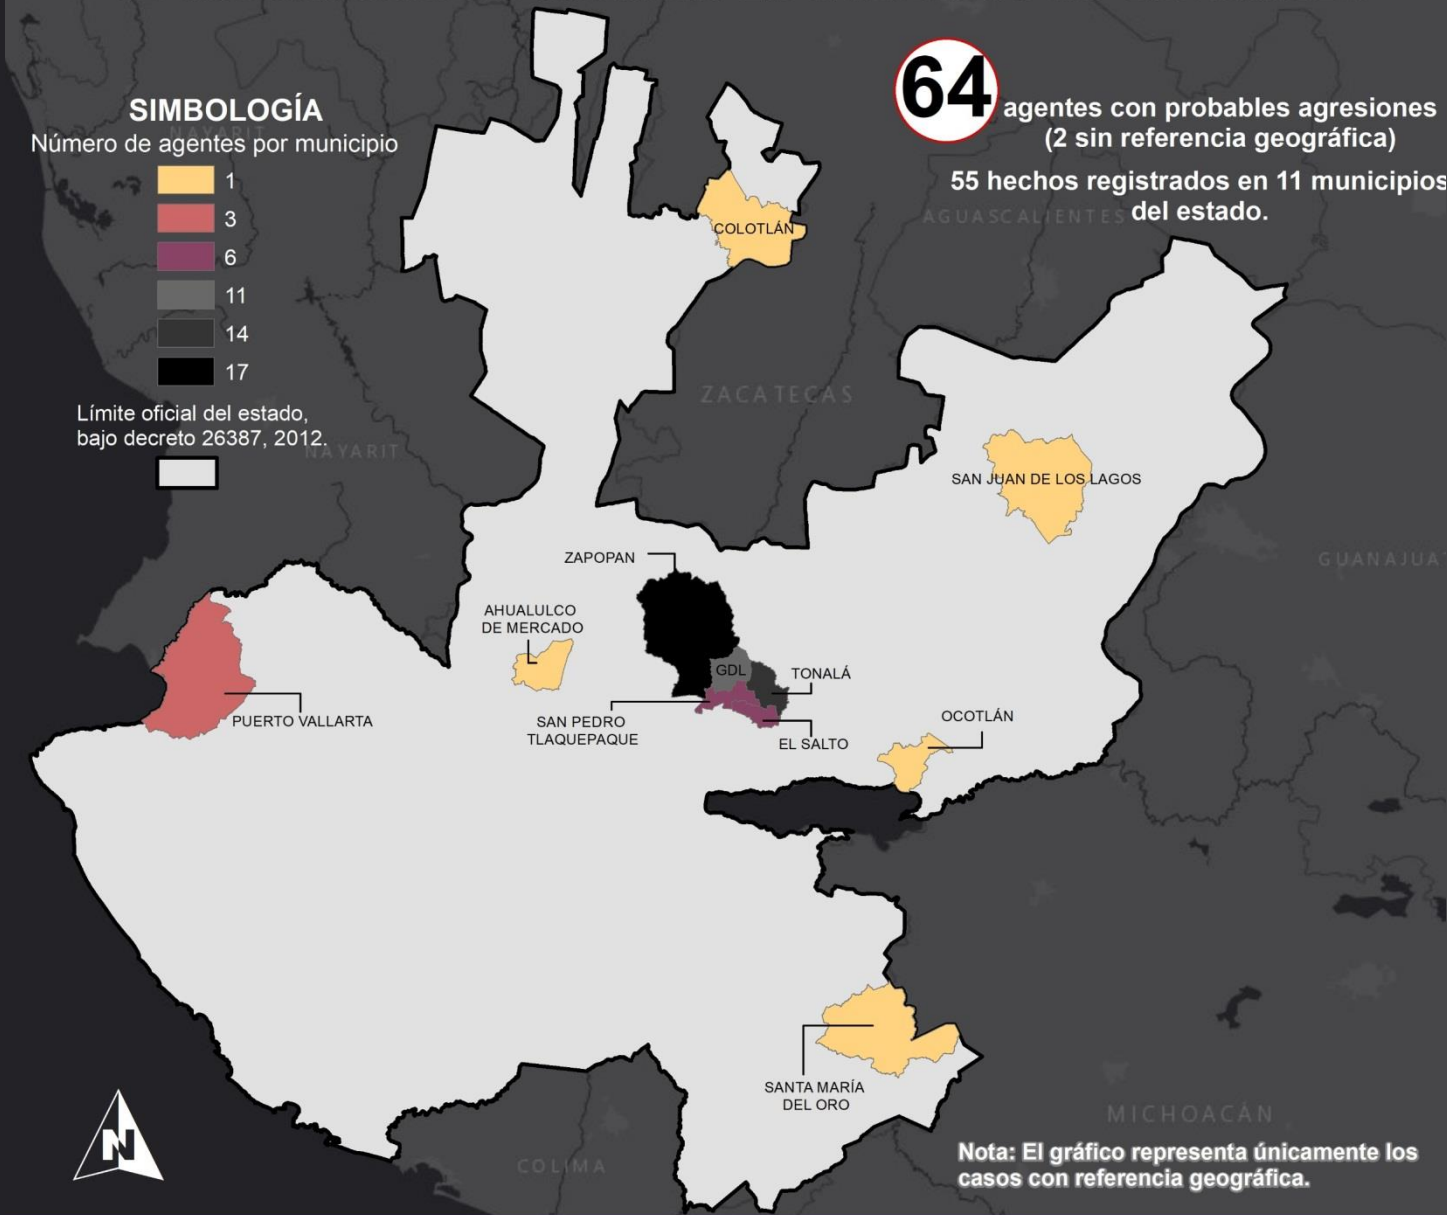 SIMBOLOGÍA
NAYARIT
Número de agentes por municipio
1
3
6
11
14
17
Límite oficial del estado,
bajo decreto 26387, 2012.
NAYARIT
64
agentes con probables agresiones
(2 sin referencia geográfica)
55 hechos registrados en 11 municipios
AGUASCALIENTES
del estado.
COLOTLÁN
ZACATECAS
SAN JUAN DE LOS LAGOS
GUANAJUA
ZAPOPAN
AHUALULCO
DE MERCADO
GDL
TONALÁ
PUERTO VALLARTA
SAN PEDRO
TLAQUEPAQUE
EL SALTO
OCOTLÁN
SANTA MARÍA
DEL ORO
MICHOACÁN
N
COLIMA
Nota: El gráfico representa únicamente los
casos con referencia geográfica.